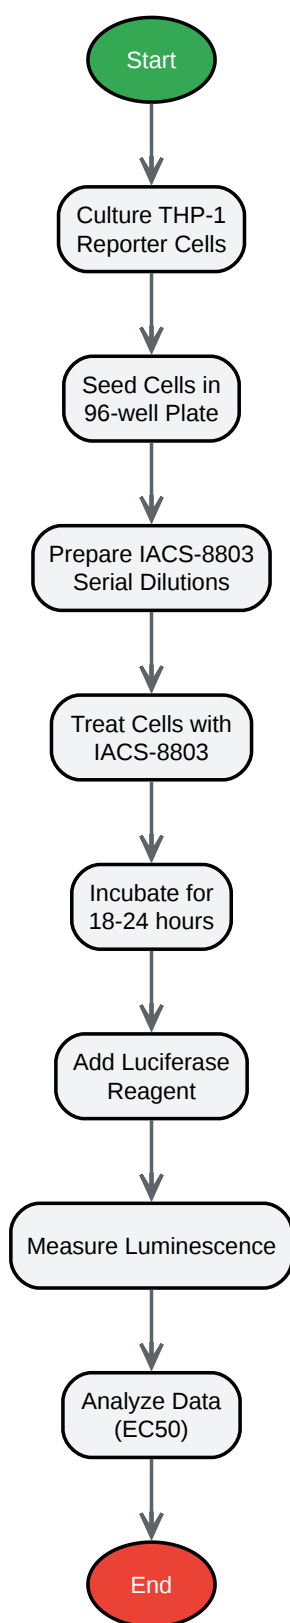 Start
Culture THP-1
Reporter Cells
Seed Cells in
96-well Plate
Prepare IACS-8803
Serial Dilutions
Treat Cells with
IACS-8803
Incubate for
18-24 hours
Add Luciferase
Reagent
Measure Luminescence
Analyze Data
(EC50)
End